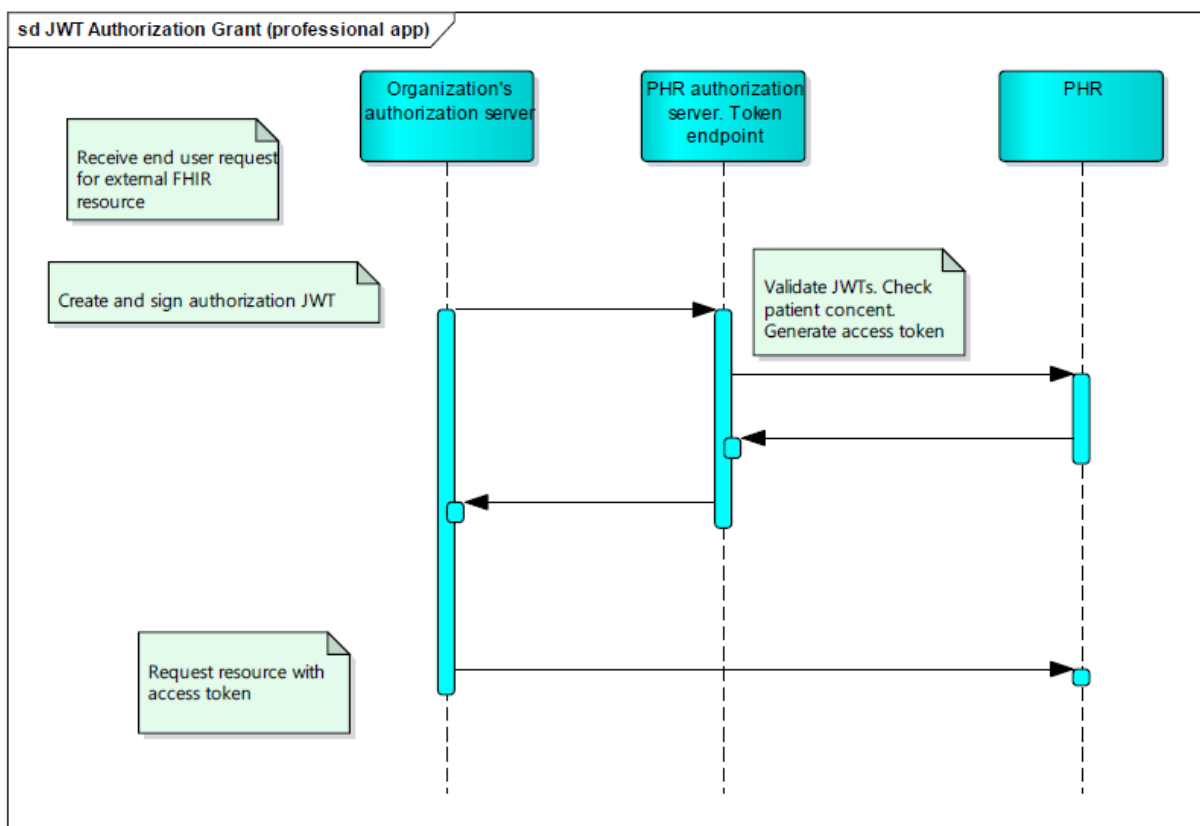 sd JWT Authorization Grant (professional app)
Organization's
authorization server
PHR authorization
server. Token
endpoint
PHR
Receive end user request
for external FHIR
resource
Create and sign authorization JWT
Validate JWTs. Check
patient concent.
Generate access token
Request resource with
access token